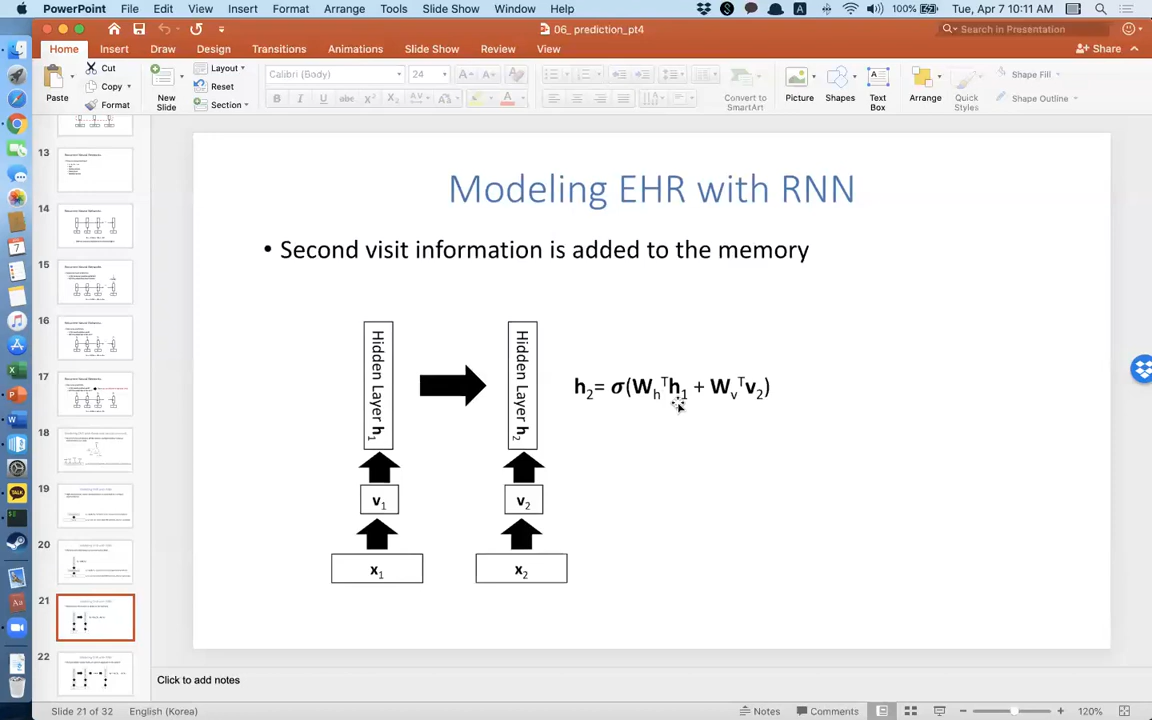 PowerPoint File Edit View Insert Format Arrange Tools Slide Show Window Help 100% Tue, Apr 7 10:11 AM
06_ prediction_pt4
Search in Presentation
Home Insert Draw Design Transitions Animations Slide Show Review View
Share
Paste
Cut
Copy
Format
New Slide
Layout
Reset
Section
Calibri (Body) 24
Convert to SmartArt
Picture
Shapes
Text Box
Arrange
Quick Styles
Shape Fill
Shape Outline
13
14
15
16
17
18
19
20
21
22
Modeling EHR with RNN
• Second visit information is added to the memory
Hidden Layer h₁
Hidden Layer h₂
h₂= σ(Wₕᵀh₁ + Wᵥᵀv₂)
v₁
v₂
x₁
x₂
Click to add notes
Slide 21 of 32 English (Korea) Notes Comments 120%